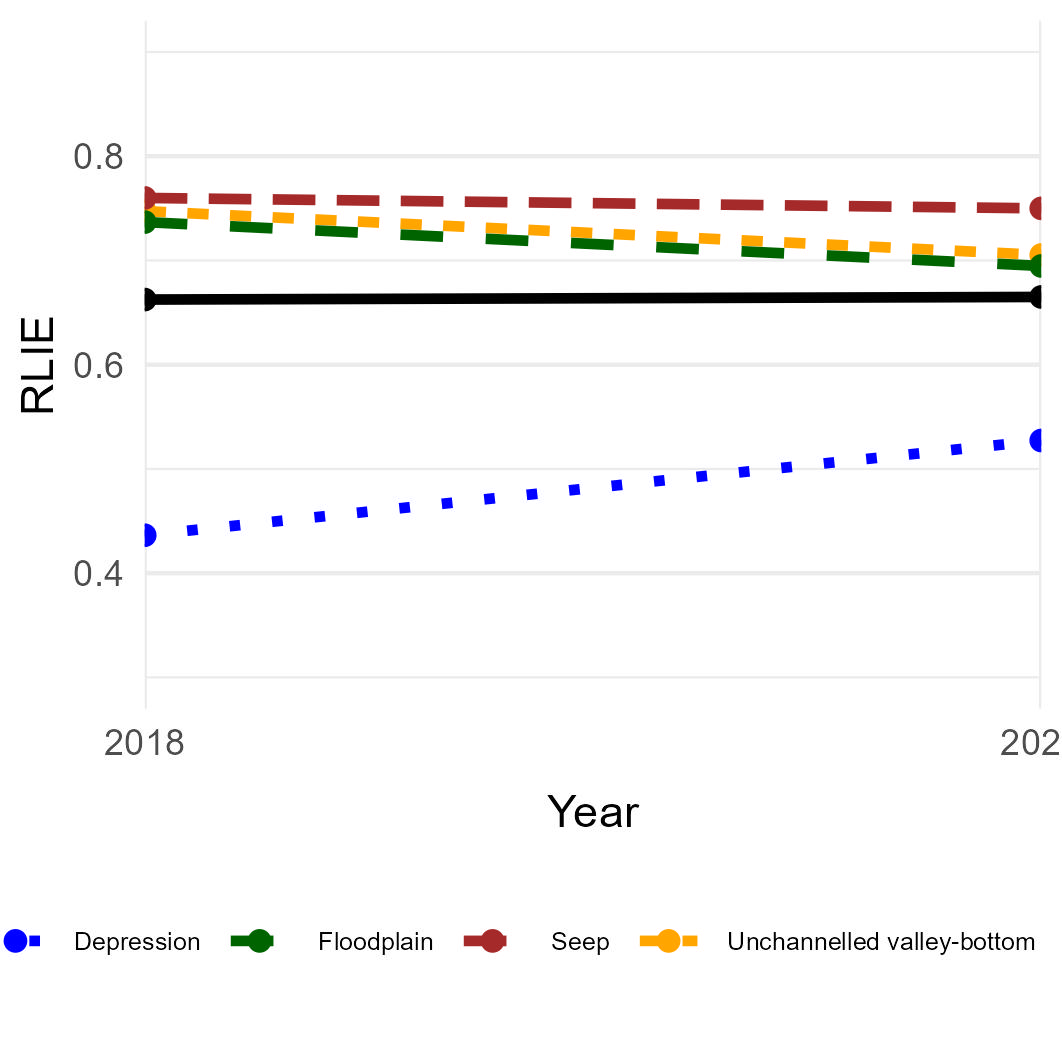 0.8
0.6
0.4
RLIE
2018 202
Year
Depression Floodplain Seep Unchannelled valley-bottom